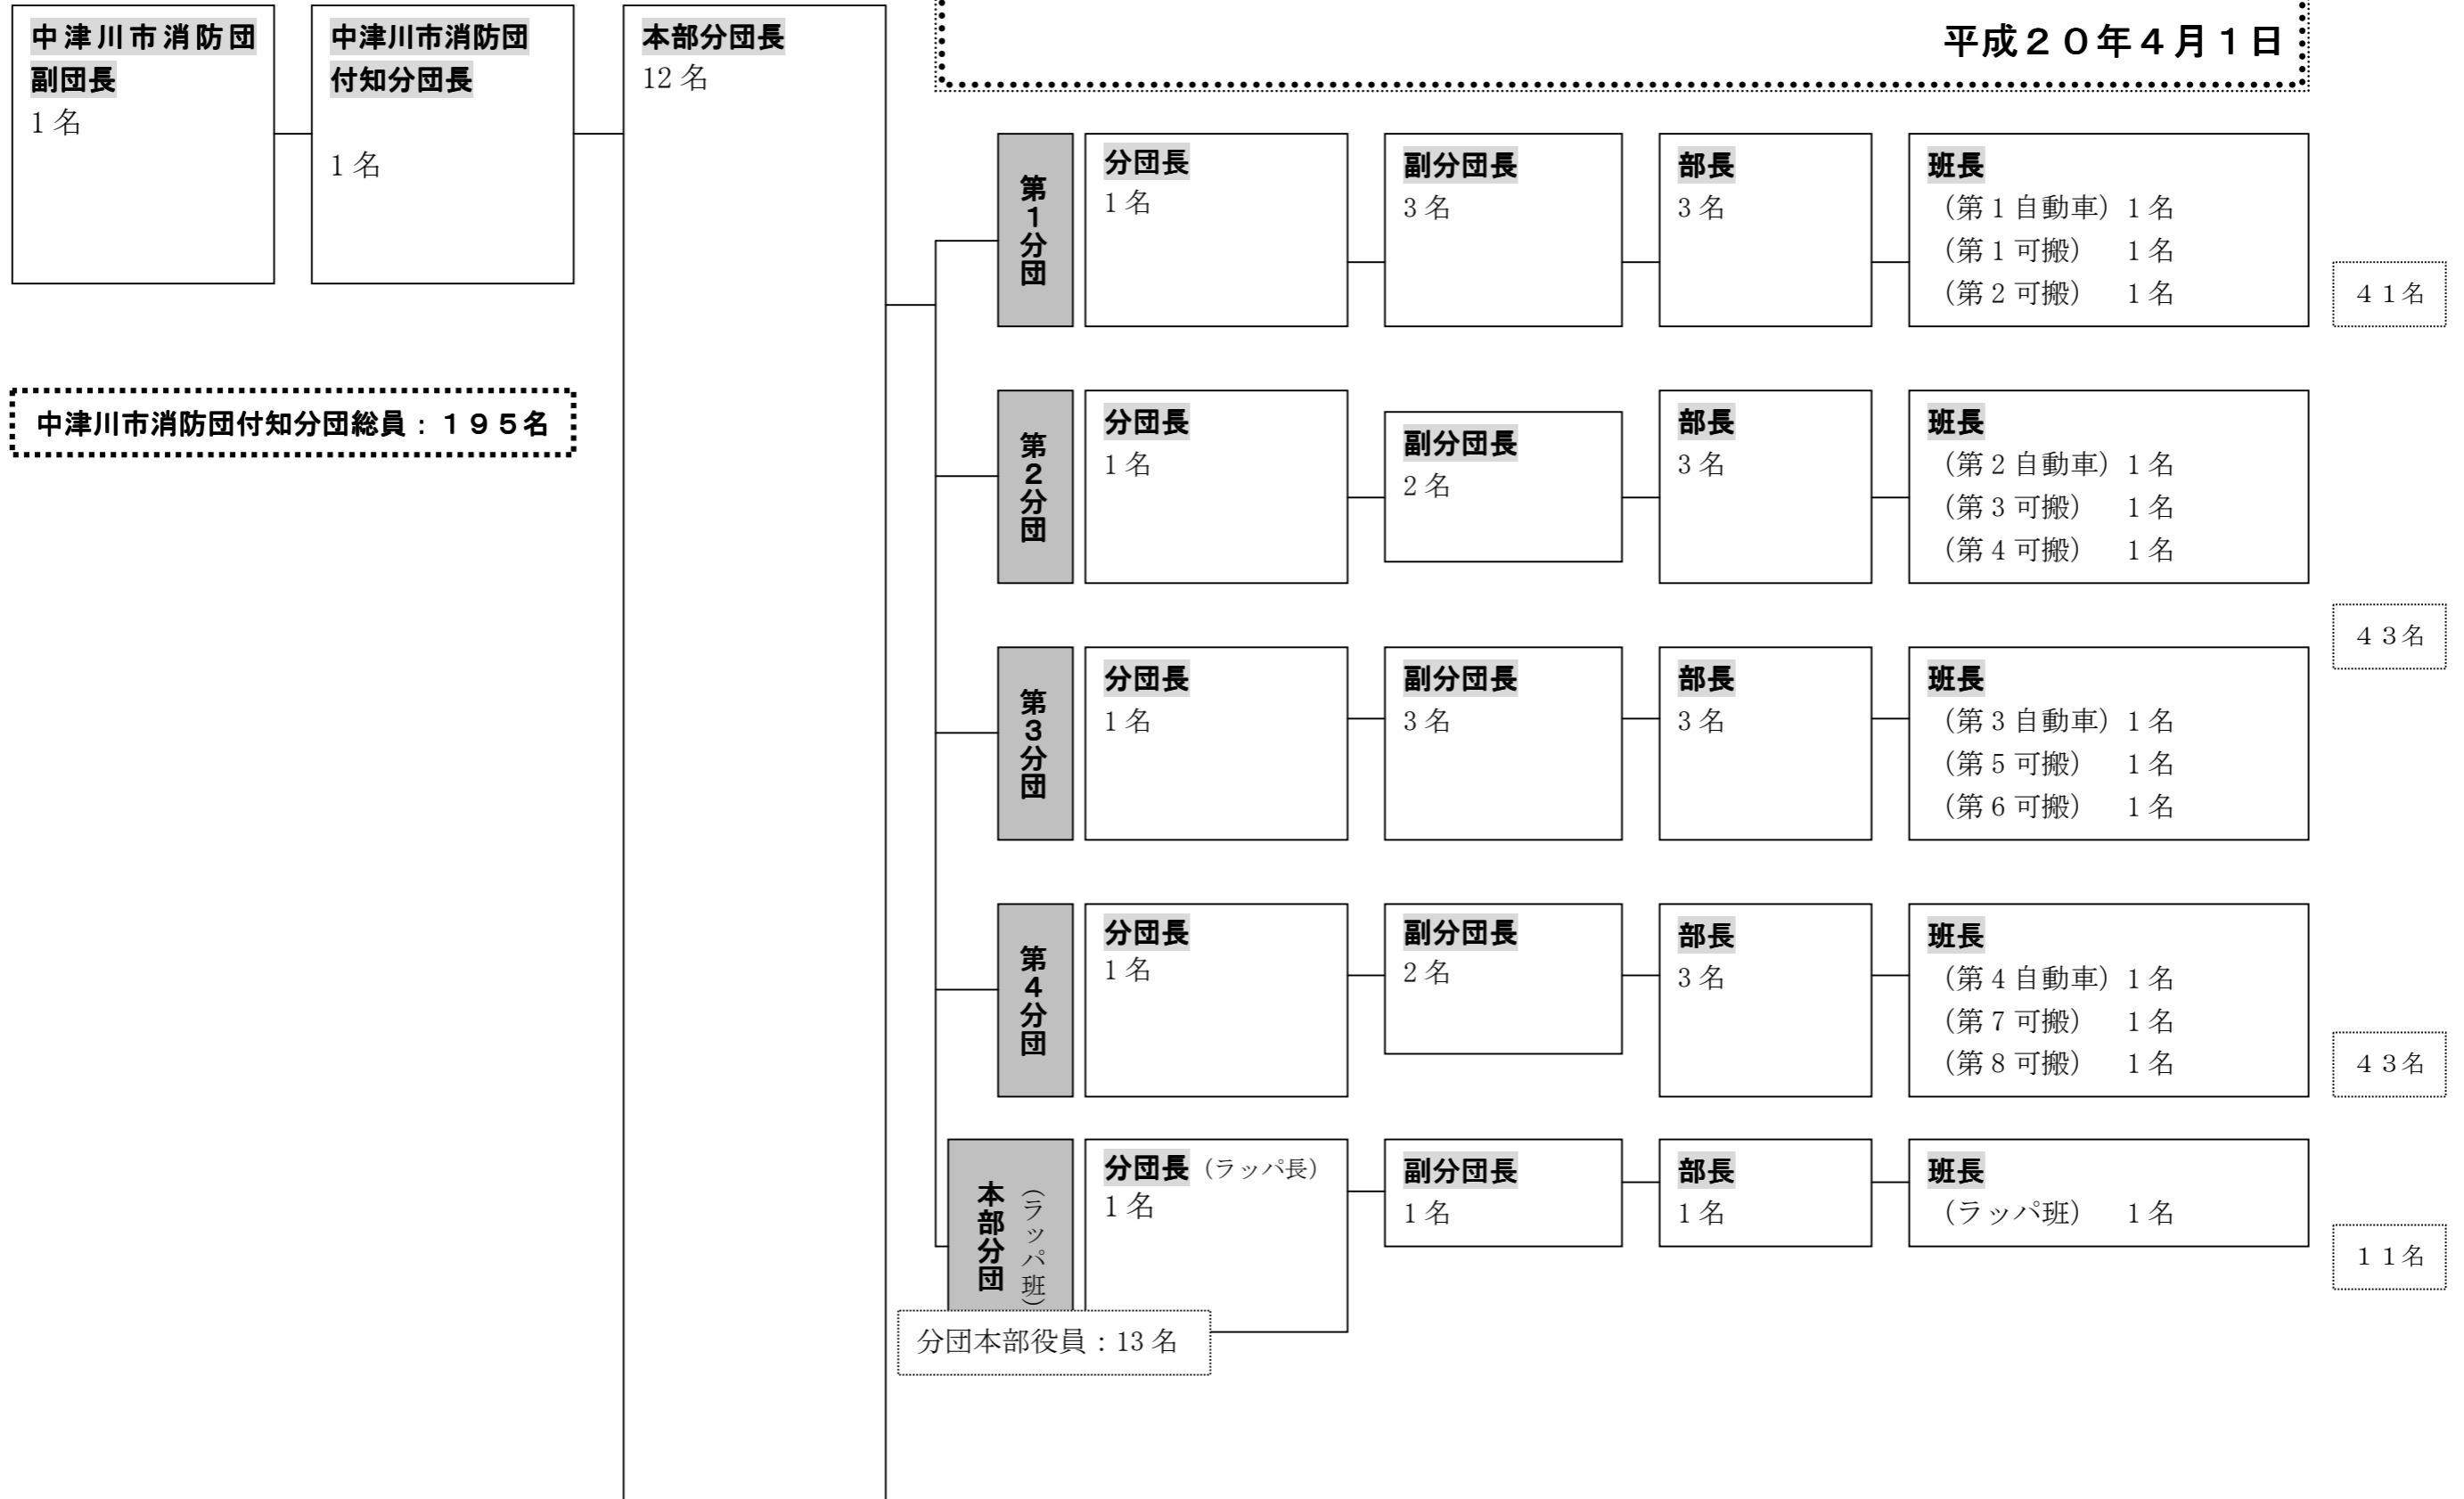 平成２０年４月１日
中津川市消防団
副団長
1名
中津川市消防団
付知分団長
1名
本部分団長
12名
中津川市消防団付知分団総員：１９５名
第１分団
分団長
1名
副分団長
3名
部長
3名
班長
（第1自動車）1名
（第1可搬）　1名
（第2可搬）　1名
４１名
第２分団
分団長
1名
副分団長
2名
部長
3名
班長
（第2自動車）1名
（第3可搬）　1名
（第4可搬）　1名
４３名
第３分団
分団長
1名
副分団長
3名
部長
3名
班長
（第3自動車）1名
（第5可搬）　1名
（第6可搬）　1名
第４分団
分団長
1名
副分団長
2名
部長
3名
班長
（第4自動車）1名
（第7可搬）　1名
（第8可搬）　1名
４３名
本部分団
（ラッパ班）
分団長（ラッパ長）
1名
副分団長
1名
部長
1名
班長
（ラッパ班）　1名
１１名
分団本部役員：13名